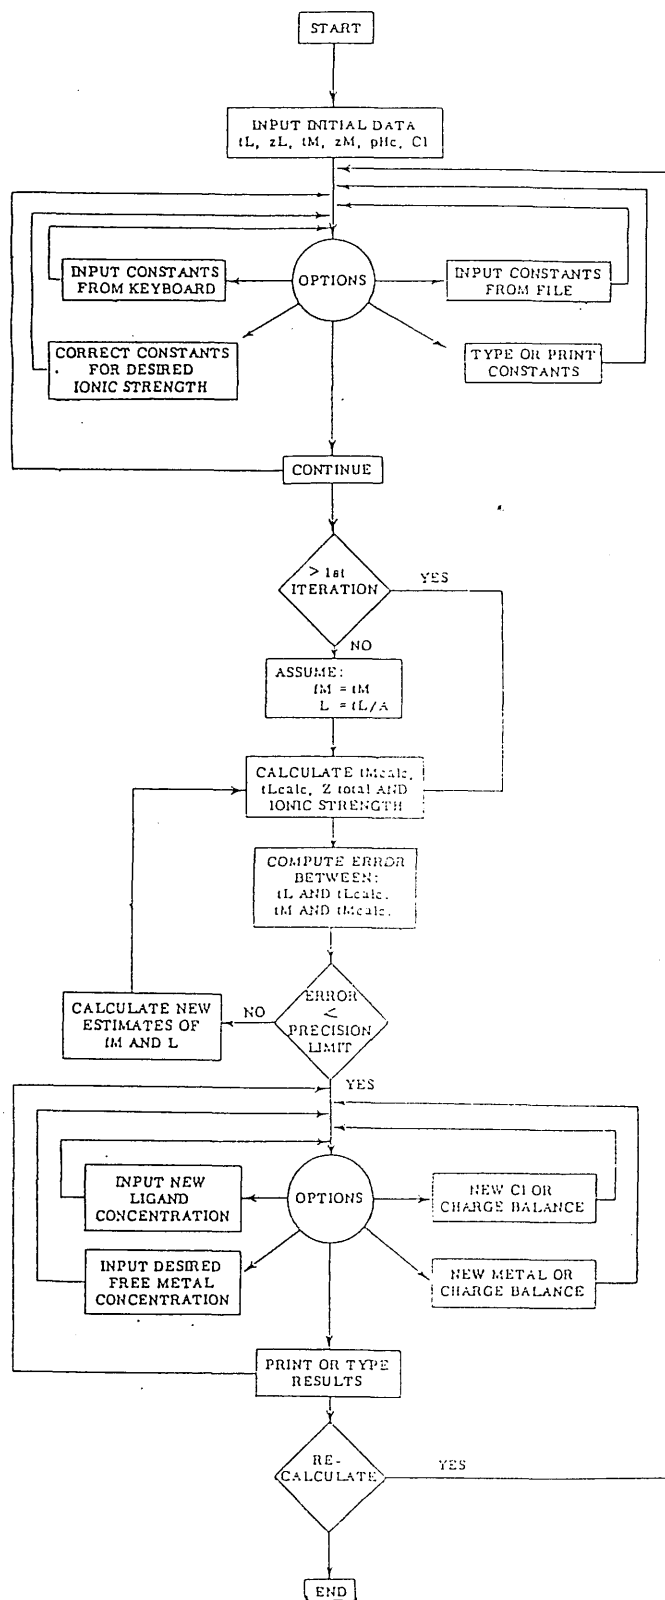 START
INPUT INITIAL DATA
tL, zL, tM, zM, pHc, Cl
OPTIONS
INPUT CONSTANTS
FROM KEYBOARD
INPUT CONSTANTS
FROM FILE
CORRECT CONSTANTS
FOR DESIRED
IONIC STRENGTH
TYPE OR PRINT
CONSTANTS
CONTINUE
> 1st
ITERATION
YES
NO
ASSUME:
fM = tM
L = tL/A
CALCULATE tMcalc,
tLcalc, Z total AND
IONIC STRENGTH
COMPUTE ERROR
BETWEEN:
tL AND tLcalc.
tM AND tMcalc.
ERROR
<
PRECISION
LIMIT
NO
CALCULATE NEW
ESTIMATES OF
fM AND L
YES
OPTIONS
INPUT NEW
LIGAND
CONCENTRATION
NEW Cl OR
CHARGE BALANCE
INPUT DESIRED
FREE METAL
CONCENTRATION
NEW METAL OR
CHARGE BALANCE
PRINT OR TYPE
RESULTS
RE-
CALCULATE
YES
END